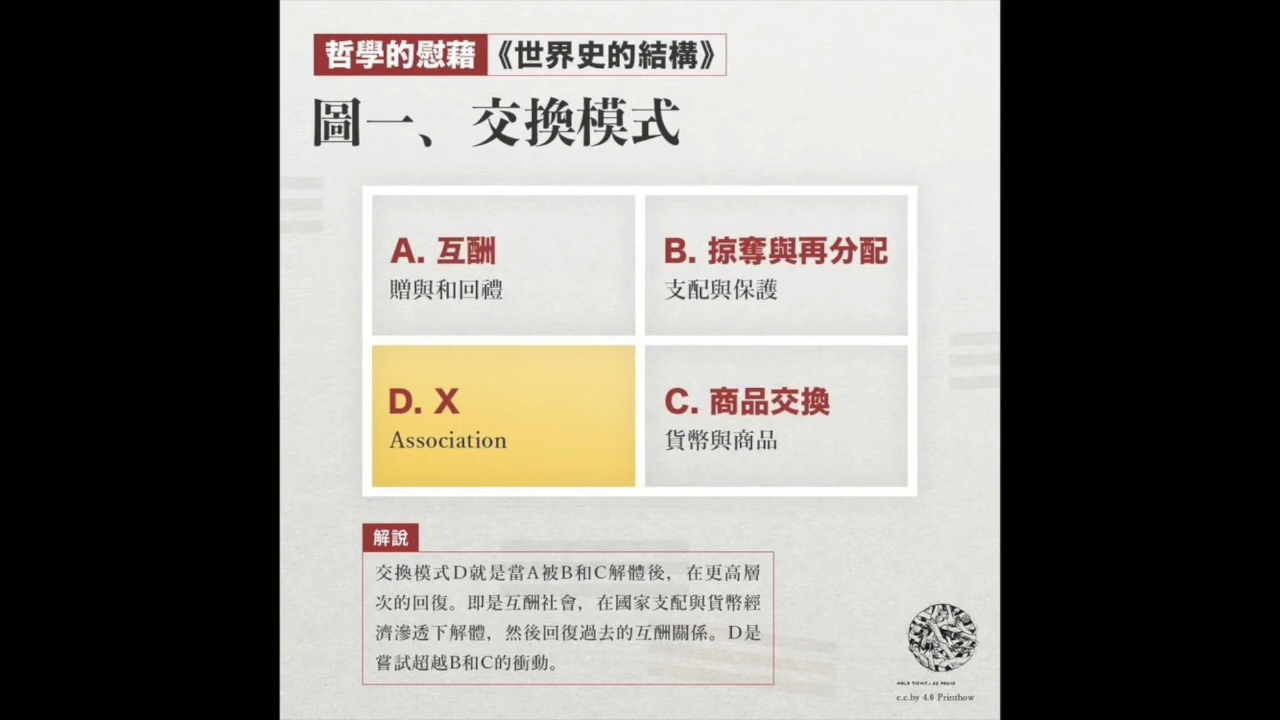 哲學的慰藉《世界史的結構》
圖一、交換模式
A. 互酬
贈與和回禮
B. 掠奪與再分配
支配與保護
D. X
Association
C. 商品交換
貨幣與商品
解說
交換模式D就是當A被B和C解體後，在更高層
次的回復。即是互酬社會，在國家支配與貨幣經
濟滲透下解體，然後回復過去的互酬關係。D是
嘗試超越B和C的衝動。
HOLD TIGHT & BE PROUD
c.c.by 4.0 Printhow